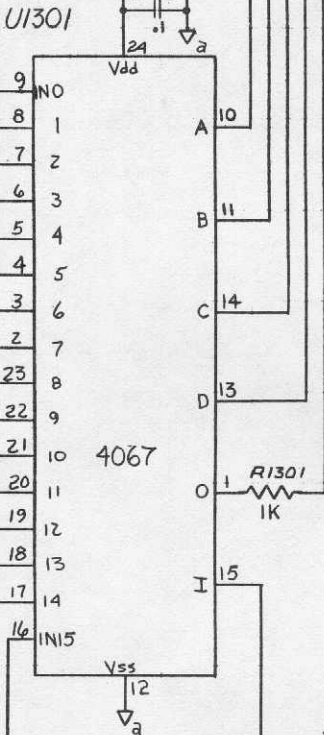 U1301
.1
24
a
Vdd
9 IN0
8 1
A 10
7 2
6 3
B 11
5 4
4 5
3 6
C 14
2 7
23 8
D 13
22 9
21 10
4067
R1301
20 11
O 1
1K
19 12
18 13
I 15
17 14
16 IN15
Vss
12
a